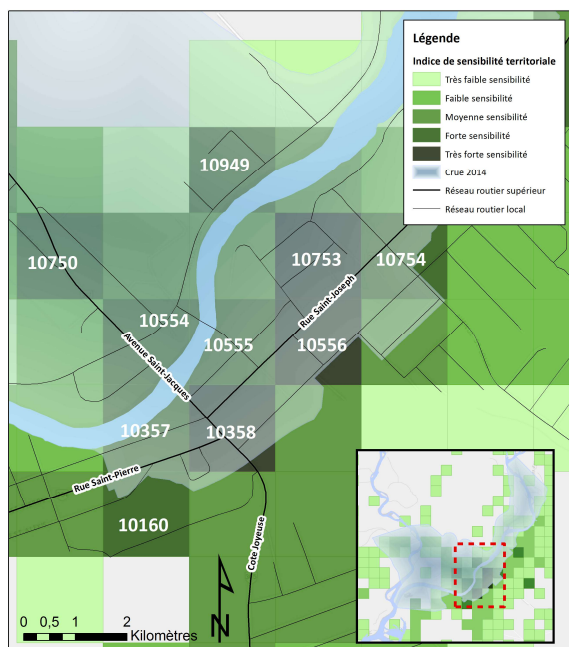 Légende
Indice de sensibilité territoriale
Très faible sensibilité
Faible sensibilité
Moyenne sensibilité
Forte sensibilité
Très forte sensibilité
Crue 2014
Réseau routier supérieur
Réseau routier local
10949
10750
10753
10754
Rue Saint-Joseph
10554
10555
10556
Avenue Saint-Jacques
10357
10358
Rue Saint-Pierre
10160
Cote Joyeuse
N
0 0,5 1 2
Kilomètres